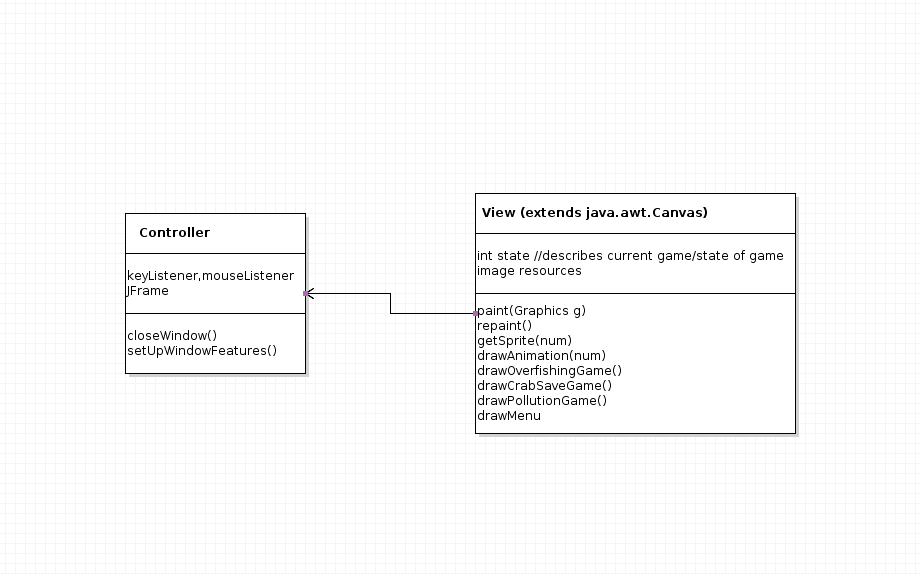 Controller
keyListener,mouseListener
JFrame
closeWindow()
setUpWindowFeatures()
View (extends java.awt.Canvas)
int state //describes current game/state of game
image resources
paint(Graphics g)
repaint()
getSprite(num)
drawAnimation(num)
drawOverfishingGame()
drawCrabSaveGame()
drawPollutionGame()
drawMenu